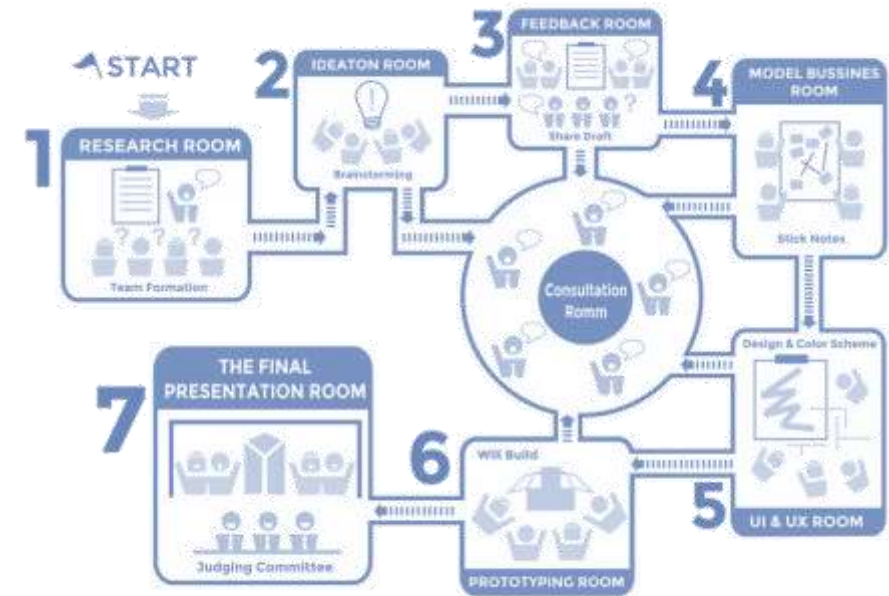 START
1
RESEARCH ROOM
Team Formation
2
IDEATON ROOM
Brainstorming
3
FEEDBACK ROOM
Share Draft
4
MODEL BUSSINES
ROOM
Stick Notes
Consultation
Romm
Design & Color Scheme
5
UI & UX ROOM
6
Will Build
PROTOTYPING ROOM
7
THE FINAL
PRESENTATION ROOM
Judging Committee